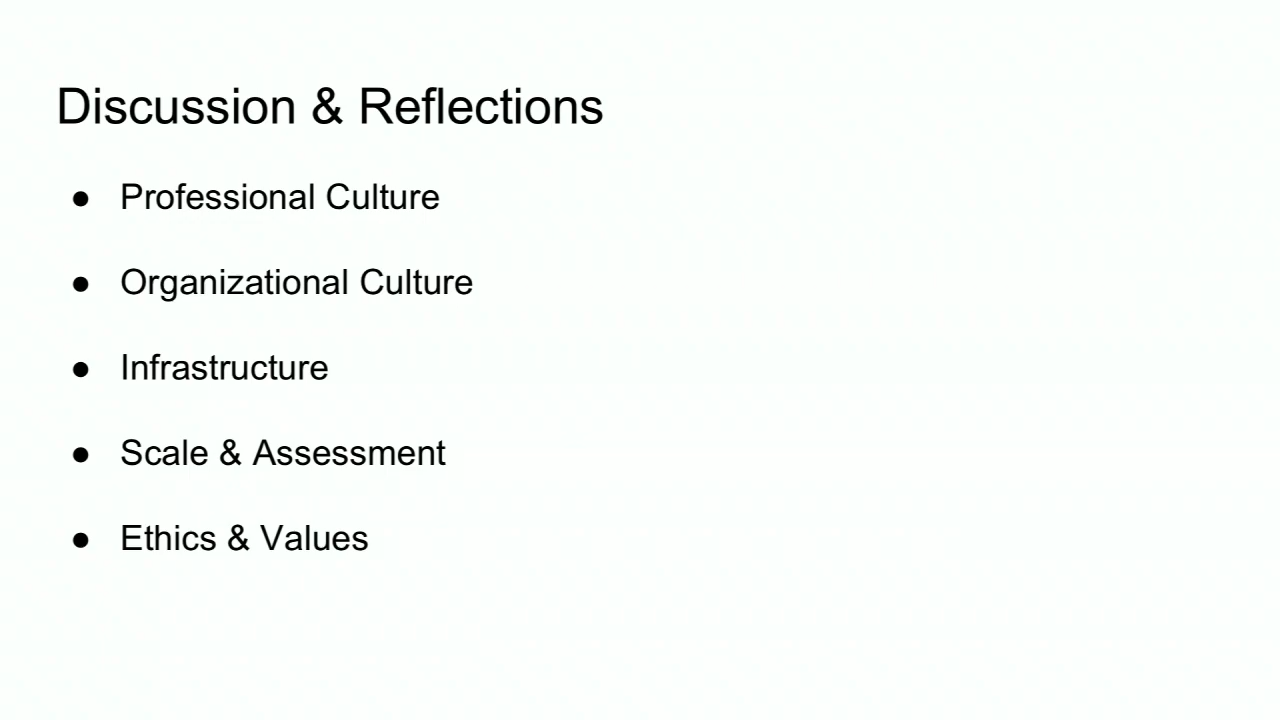 Discussion & Reflections
● Professional Culture
● Organizational Culture
● Infrastructure
● Scale & Assessment
● Ethics & Values